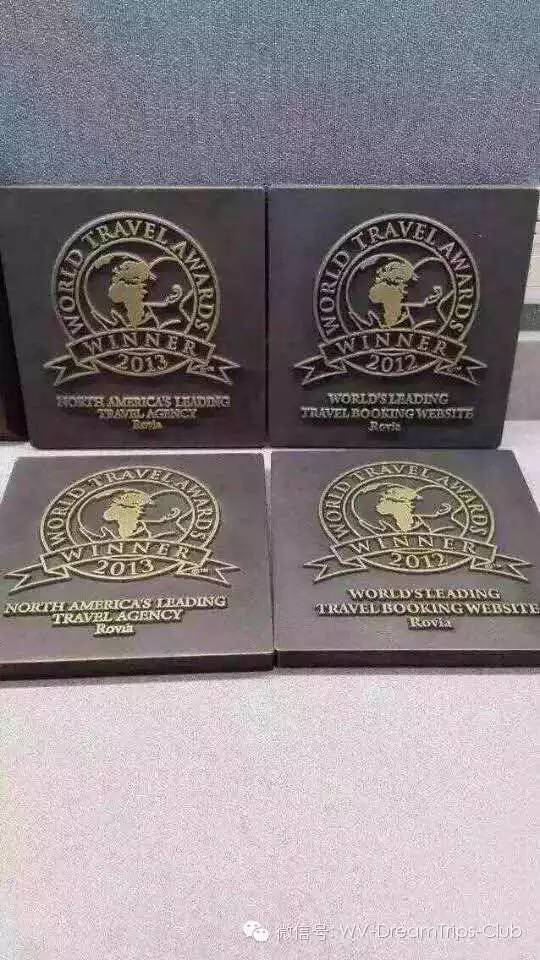 WORLD TRAVEL AWARDS
WINNER
2013
NORTH AMERICA'S LEADING
TRAVEL AGENCY
Rovia
WORLD TRAVEL AWARDS
WINNER
2012
WORLD'S LEADING
TRAVEL BOOKING WEBSITE
Rovia
WORLD TRAVEL AWARDS
WINNER
2013
NORTH AMERICA'S LEADING
TRAVEL AGENCY
Rovia
WORLD TRAVEL AWARDS
WINNER
2012
WORLD'S LEADING
TRAVEL BOOKING WEBSITE
Rovia
微信号: WV-DreamTrips-Club